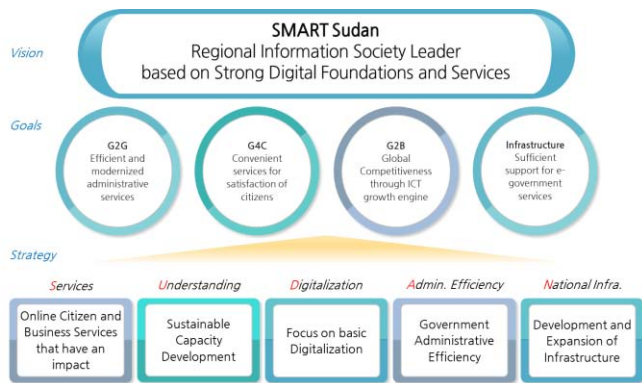 SMART Sudan
Vision
Regional Information Society Leader
based on Strong Digital Foundations and Services
Goals
G2G
Efficient and
modernized
administrative
services
G4C
Convenient
services for
satisfaction of
citizens
G2B
Global
Competitiveness
through ICT
growth engine
Infrastructure
Sufficient
support for e-
government
services
Strategy
Services
Understanding
Digitalization
Admin. Efficiency
National Infra.
Online Citizen and
Business Services
that have an
impact
Sustainable
Capacity
Development
Focus on basic
Digitalization
Government
Administrative
Efficiency
Development and
Expansion of
Infrastructure